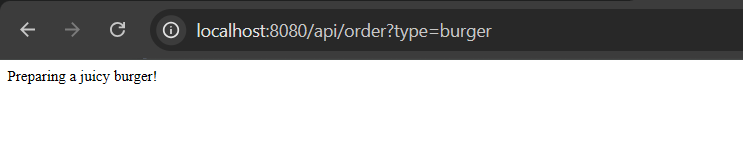 localhost:8080/api/order?type=burger
Preparing a juicy burger!